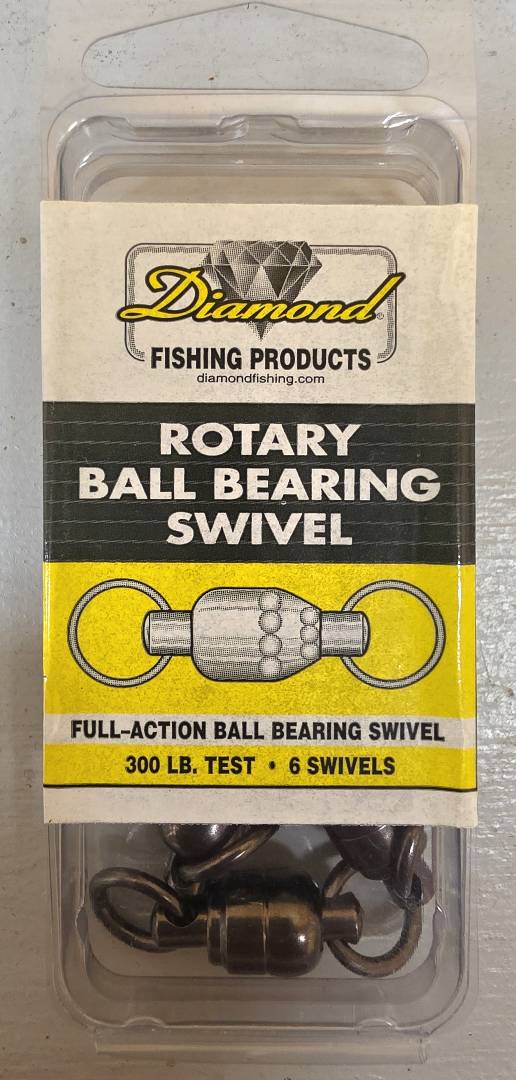 Diamond®
FISHING PRODUCTS
diamondfishing.com
ROTARY
BALL BEARING
SWIVEL
FULL–ACTION BALL BEARING SWIVEL
300 LB. TEST • 6 SWIVELS